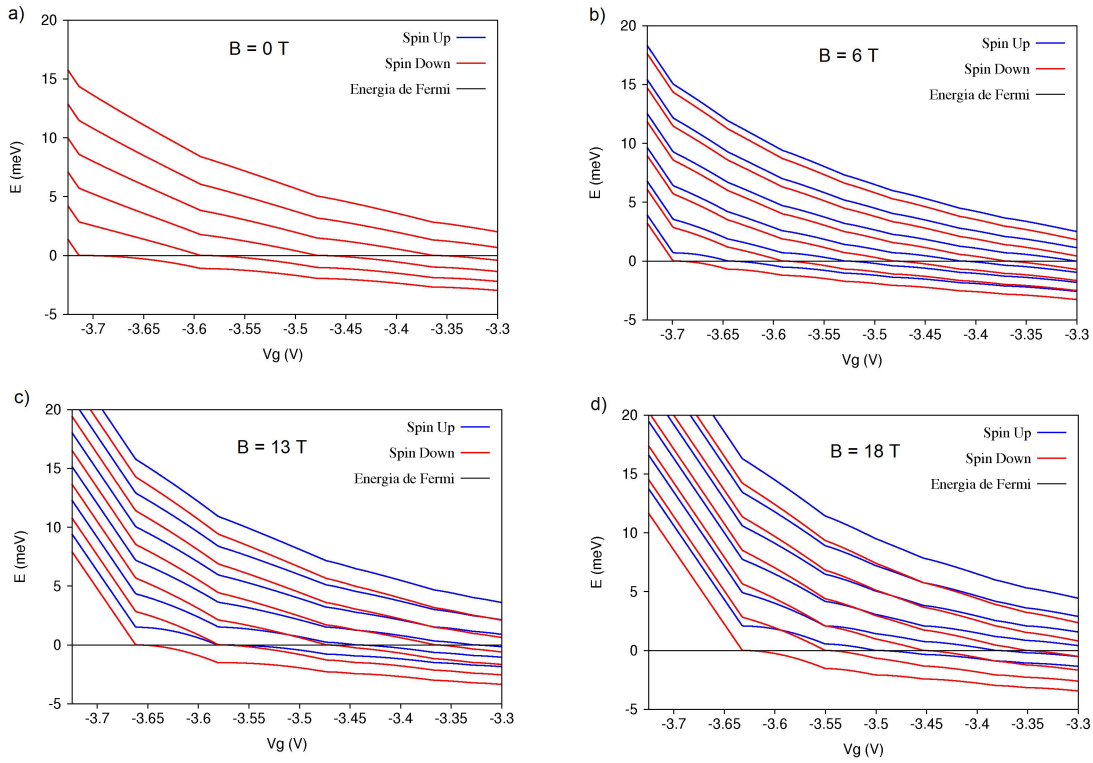 a)
B = 0 T
Spin Up
Spin Down
Energia de Fermi
E (meV)
20
15
10
5
0
-5
-3.7 -3.65 -3.6 -3.55 -3.5 -3.45 -3.4 -3.35 -3.3
Vg (V)
b)
B = 6 T
Spin Up
Spin Down
Energia de Fermi
E (meV)
20
15
10
5
0
-5
-3.7 -3.65 -3.6 -3.55 -3.5 -3.45 -3.4 -3.35 -3.3
Vg (V)
c)
B = 13 T
Spin Up
Spin Down
Energia de Fermi
E (meV)
20
15
10
5
0
-5
-3.7 -3.65 -3.6 -3.55 -3.5 -3.45 -3.4 -3.35 -3.3
Vg (V)
d)
B = 18 T
Spin Up
Spin Down
Energia de Fermi
E (meV)
20
15
10
5
0
-5
-3.7 -3.65 -3.6 -3.55 -3.5 -3.45 -3.4 -3.35 -3.3
Vg (V)